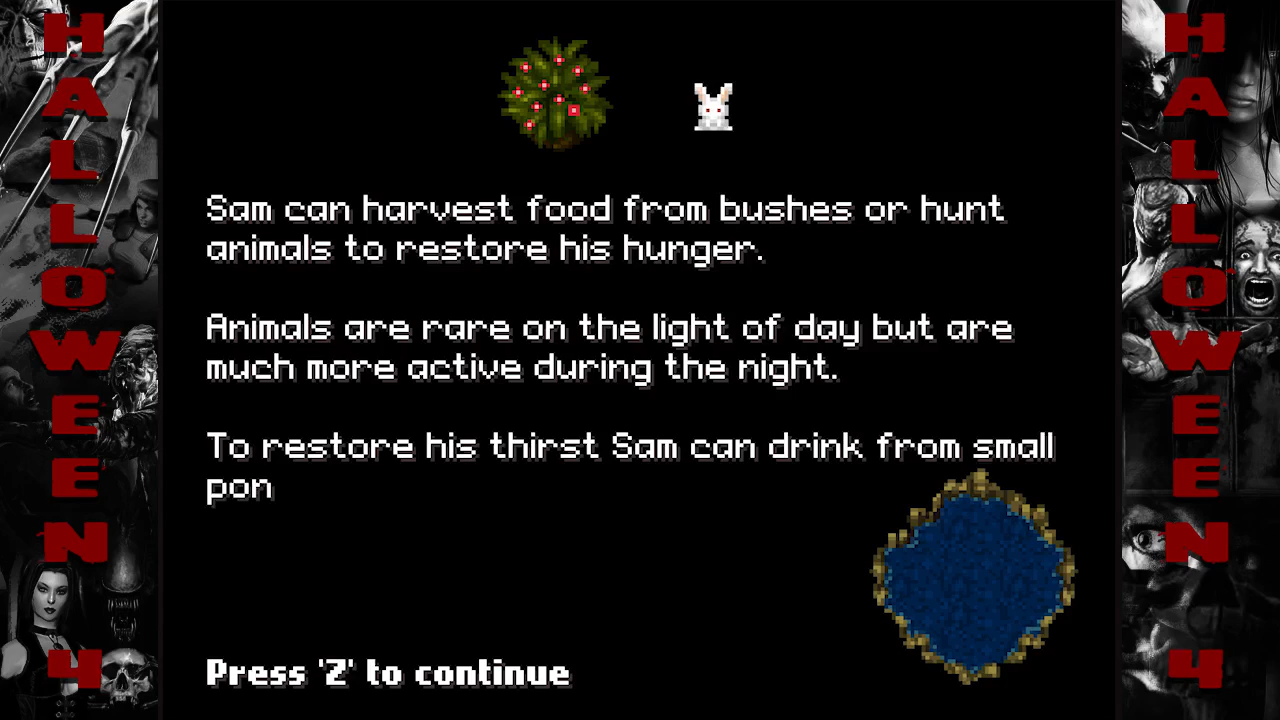 HALLOWEEN 4
Sam can harvest food from bushes or hunt
animals to restore his hunger.
Animals are rare on the light of day but are
much more active during the night.
To restore his thirst Sam can drink from small
pon
Press 'Z' to continue
HALLOWEEN 4